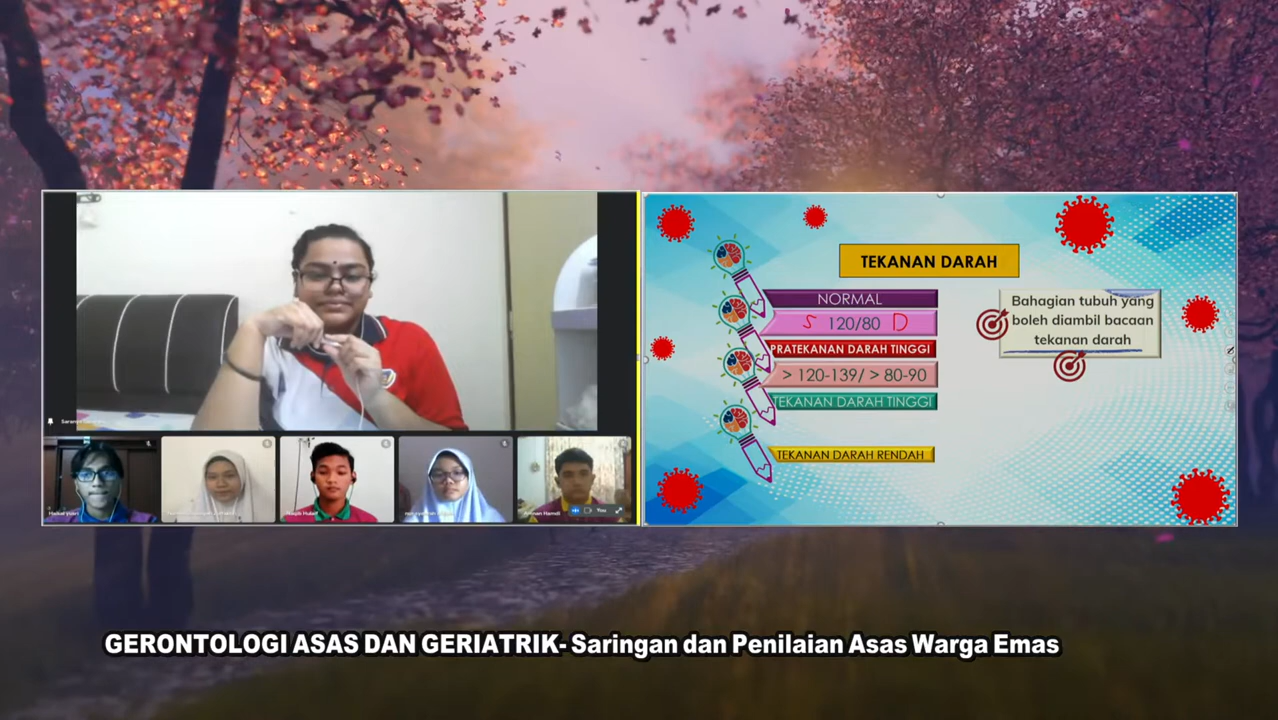 TEKANAN DARAH
NORMAL
S 120/80 D
PRATEKANAN DARAH TINGGI
> 120-139/ > 80-90
TEKANAN DARAH TINGGI
TEKANAN DARAH RENDAH
Bahagian tubuh yang
boleh diambil bacaan
tekanan darah
You
GERONTOLOGI ASAS DAN GERIATRIK- Saringan dan Penilaian Asas Warga Emas